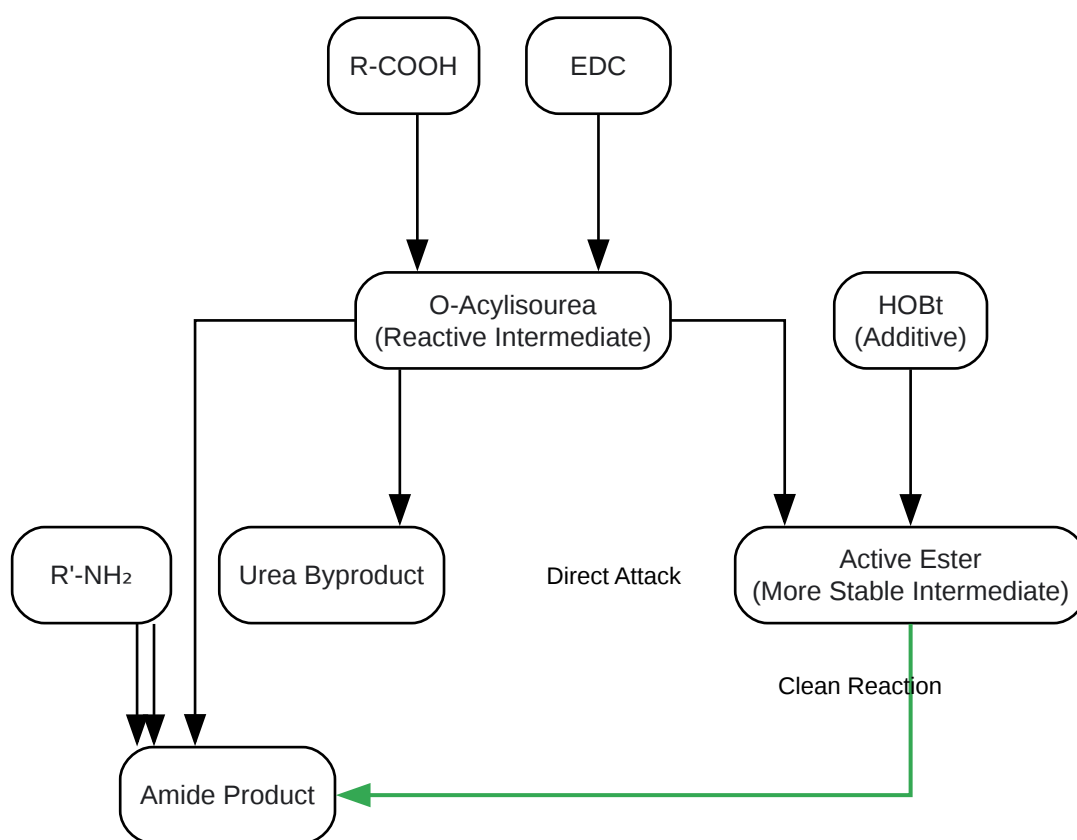 R-COOH
EDC
O-Acylisourea
(Reactive Intermediate)
HOBt
(Additive)
R'-NH₂
Urea Byproduct
Direct Attack
Active Ester
(More Stable Intermediate)
Clean Reaction
Amide Product